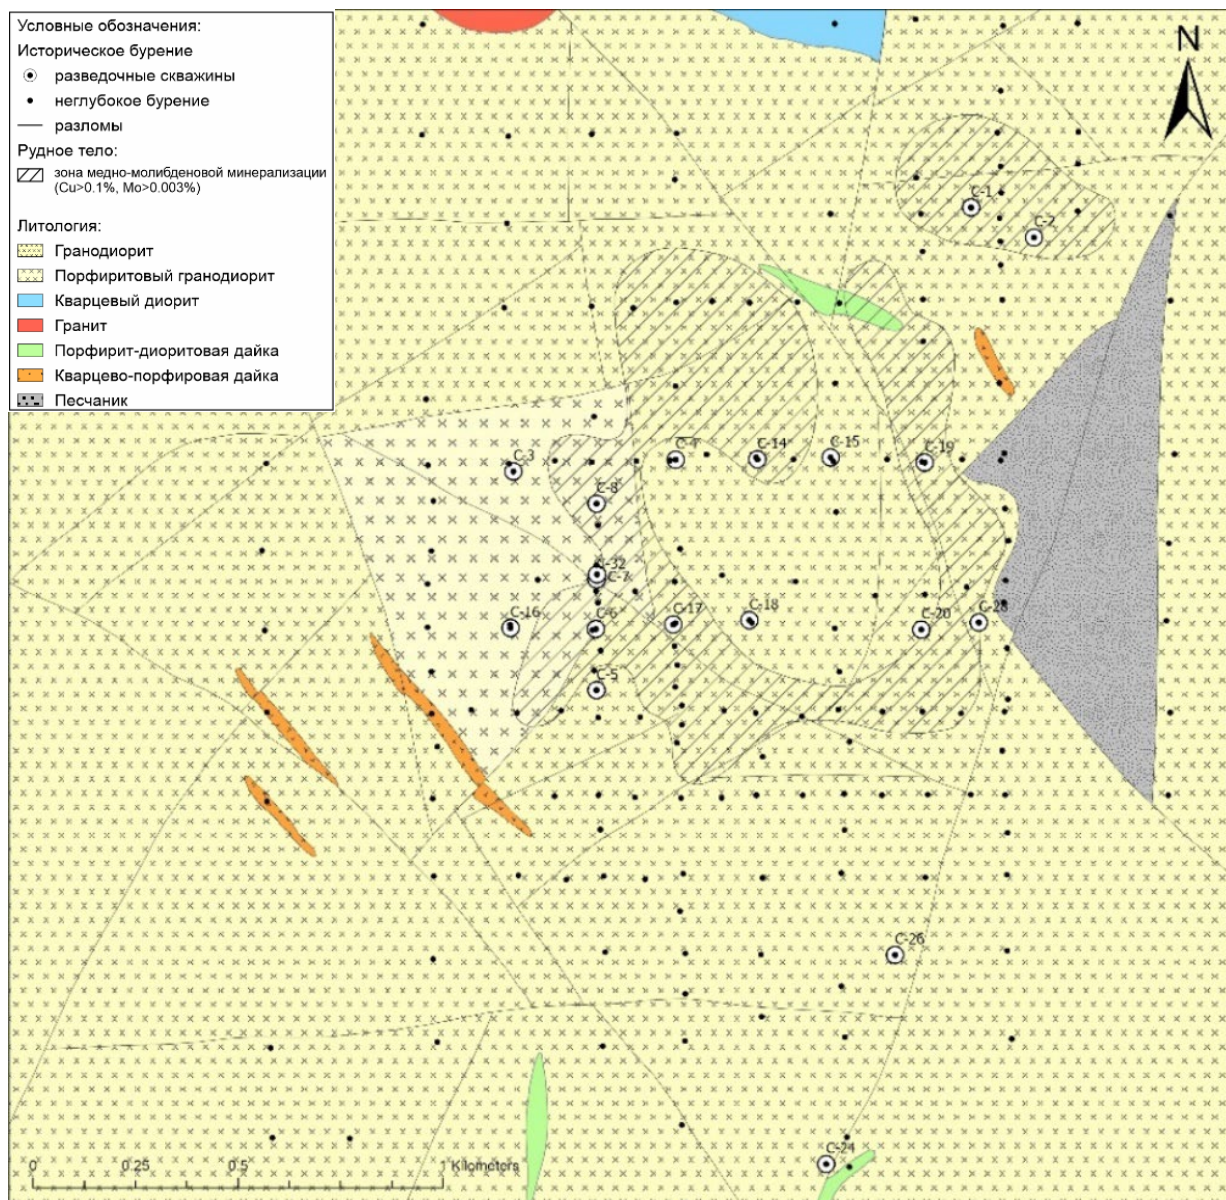 Условные обозначения:
Историческое бурение
разведочные скважины
неглубокое бурение
разломы
Рудное тело:
зона медно-молибденовой минерализации
(Cu>0.1%, Mo>0.003%)
Литология:
Гранодиорит
Порфиритовый гранодиорит
Кварцевый диорит
Гранит
Порфирит-диоритовая дайка
Кварцево-порфировая дайка
Песчаник
N
C-1
C-2
C-3
C-14
C-15
C-19
C-8
C-32
C-7
C-16
C-6
C-17
C-18
C-20
C-28
C-5
C-26
C-24
0 0.25 0.5 1 Kilometers